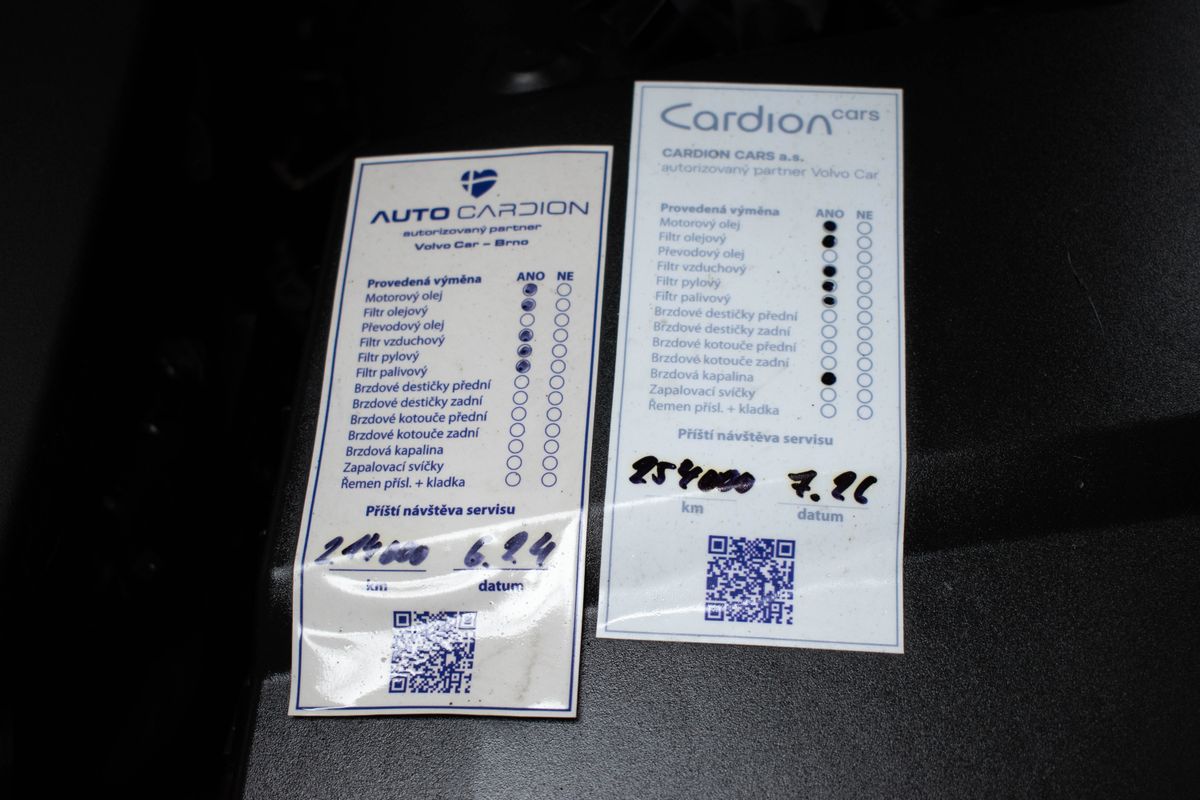 AUTO CARDION
autorizovaný partner
Volvo Car – Brno
Provedená výměna ANO NE
Motorový olej
Filtr olejový
Převodový olej
Filtr vzduchový
Filtr pylový
Filtr palivový
Brzdové destičky přední
Brzdové destičky zadní
Brzdové kotouče přední
Brzdové kotouče zadní
Brzdová kapalina
Zapalovací svíčky
Řemen přísl. + kladka
Příští návštěva servisu
214000 6.24
km datum
Cardion cars
CARDION CARS a.s.
autorizovaný partner Volvo Car
Provedená výměna ANO NE
Motorový olej
Filtr olejový
Převodový olej
Filtr vzduchový
Filtr pylový
Filtr palivový
Brzdové destičky přední
Brzdové destičky zadní
Brzdové kotouče přední
Brzdové kotouče zadní
Brzdová kapalina
Zapalovací svíčky
Řemen přísl. + kladka
Příští návštěva servisu
254000 7.26
km datum